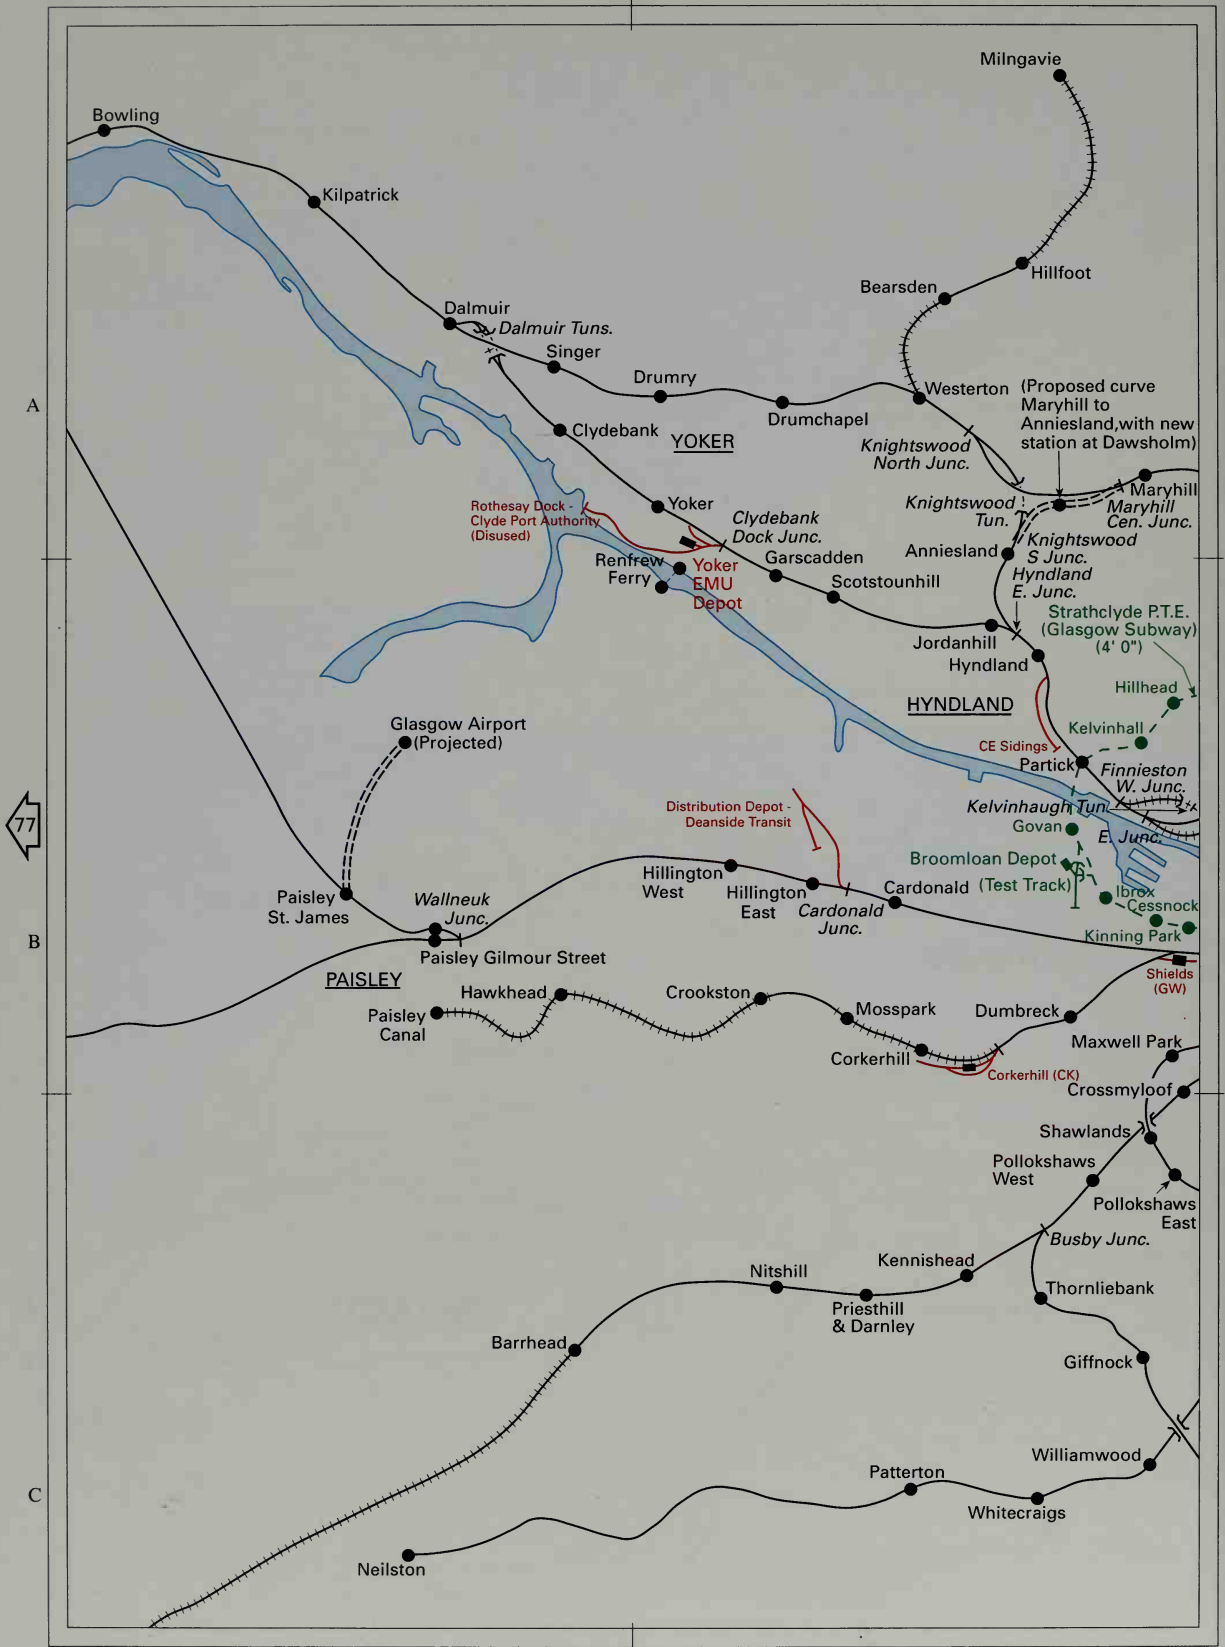 Milngavie
Bowling
Kilpatrick
Hillfoot
Bearsden
Dalmuir
Dalmuir Tuns.
Singer
Drumry
Westerton
(Proposed curve
Maryhill to
Anniesland,with new
station at Dawsholm)
A
Drumchapel
Clydebank
YOKER
Knightswood
North Junc.
Maryhill
Maryhill
Cen. Junc.
Knightswood
Tun.
Yoker
Rothesay Dock -
Clyde Port Authority
(Disused)
Clydebank
Dock Junc.
Knightswood
S Junc.
Anniesland
Garscadden
Renfrew
Ferry
Yoker
EMU
Depot
Scotstounhill
Hyndland
E. Junc.
Strathclyde P.T.E.
(Glasgow Subway)
(4' 0")
Jordanhill
Hyndland
Hillhead
HYNDLAND
Glasgow Airport
(Projected)
Kelvinhall
CE Sidings
Partick
Finnieston
W. Junc.
77
Distribution Depot -
Deanside Transit
Kelvinhaugh Tun.
Govan
E. Junc.
Broomloan Depot
(Test Track)
Hillington
West
Hillington
East
Cardonald
Cardonald
Junc.
Ibrox
Cessnock
Kinning Park
Paisley
St. James
Wallneuk
Junc.
B
Paisley Gilmour Street
PAISLEY
Shields
(GW)
Hawkhead
Crookston
Paisley
Canal
Mosspark
Dumbreck
Maxwell Park
Corkerhill
Corkerhill (CK)
Crossmyloof
Shawlands
Pollokshaws
West
Pollokshaws
East
Busby Junc.
Kennishead
Nitshill
Priesthill
& Darnley
Thornliebank
Barrhead
Giffnock
Williamwood
Patterton
Whitecraigs
C
Neilston